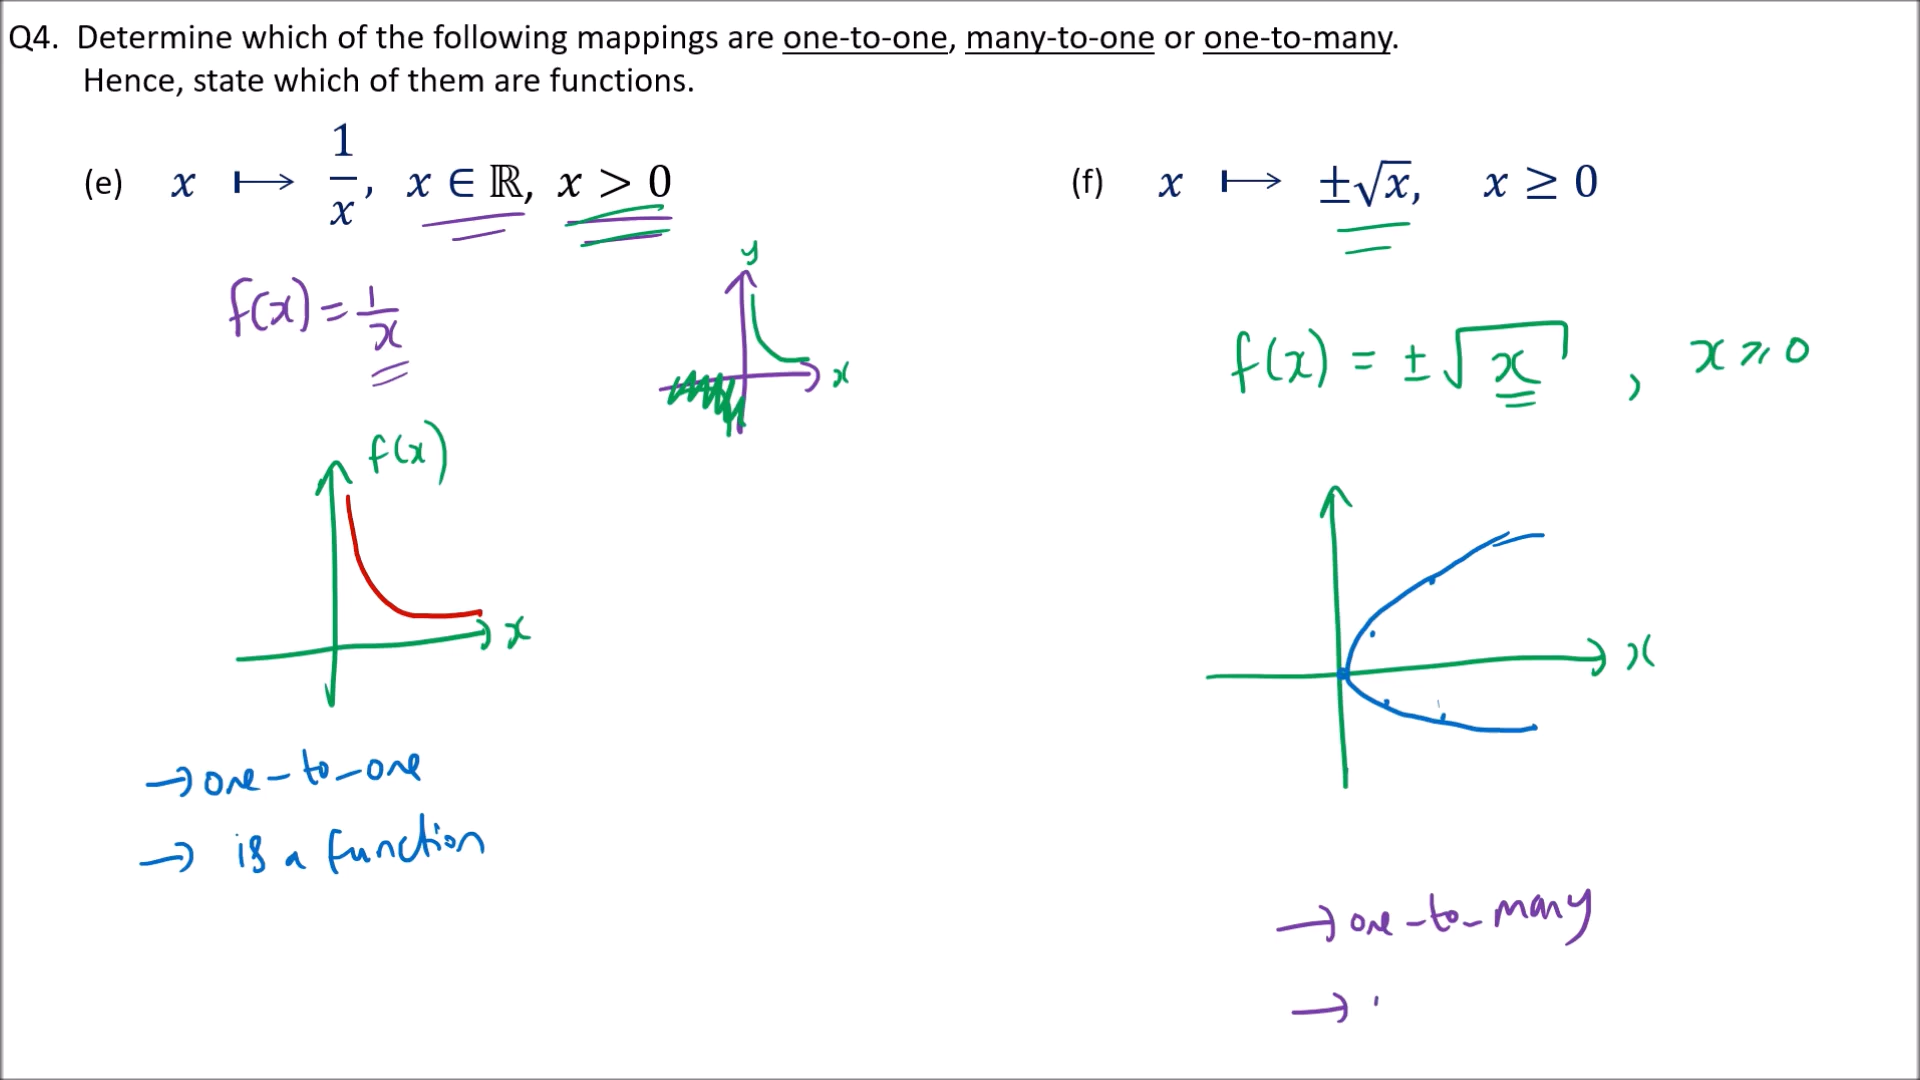 Q4. Determine which of the following mappings are one-to-one, many-to-one or one-to-many.
Hence, state which of them are functions.
(e) x ⟼ 1/x, x ∈ ℝ, x > 0
(f) x ⟼ ±√x, x ≥ 0
f(x) = 1/x
y
x
f(x) = ±√x , x ≥ 0
f(x)
x
x
→ one-to-one
→ is a function
→ one-to-many
→